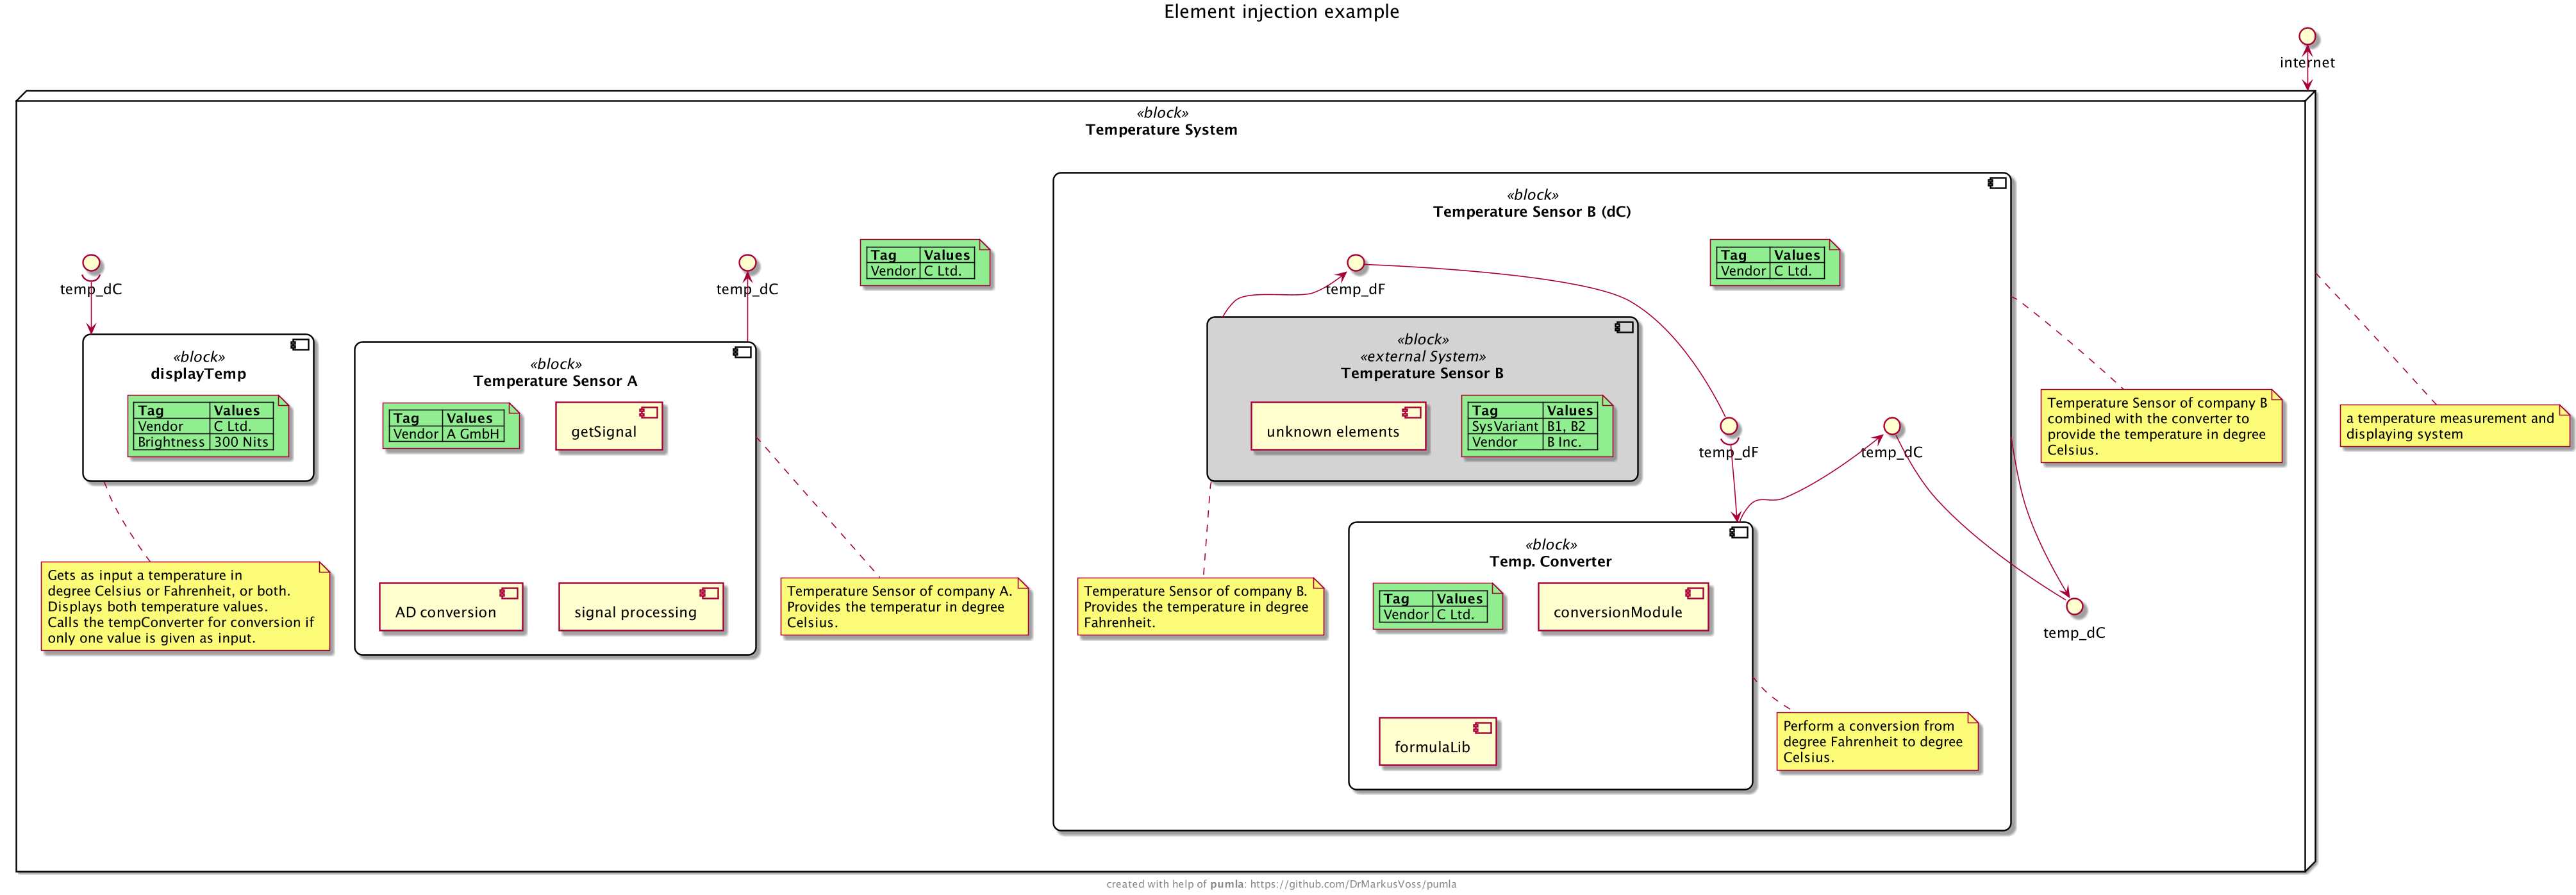 Element injection example
internet
«block»
Temperature System
temp_dC
«block»
displayTemp
Tag Values
Vendor C Ltd.
Brightness 300 Nits
Gets as input a temperature in
degree Celsius or Fahrenheit, or both.
Displays both temperature values.
Calls the tempConverter for conversion if
only one value is given as input.
temp_dC
«block»
Temperature Sensor A
Tag Values
Vendor A GmbH
getSignal
AD conversion
signal processing
Temperature Sensor of company A.
Provides the temperatur in degree
Celsius.
Tag Values
Vendor C Ltd.
«block»
Temperature Sensor B (dC)
Tag Values
Vendor C Ltd.
temp_dF
«block»
«external System»
Temperature Sensor B
unknown elements
Tag Values
SysVariant B1, B2
Vendor B Inc.
Temperature Sensor of company B.
Provides the temperature in degree
Fahrenheit.
temp_dF
temp_dC
«block»
Temp. Converter
Tag Values
Vendor C Ltd.
conversionModule
formulaLib
Perform a conversion from
degree Fahrenheit to degree
Celsius.
Temperature Sensor of company B
combined with the converter to
provide the temperature in degree
Celsius.
temp_dC
a temperature measurement and
displaying system
created with help of pumla: https://github.com/DrMarkusVoss/pumla